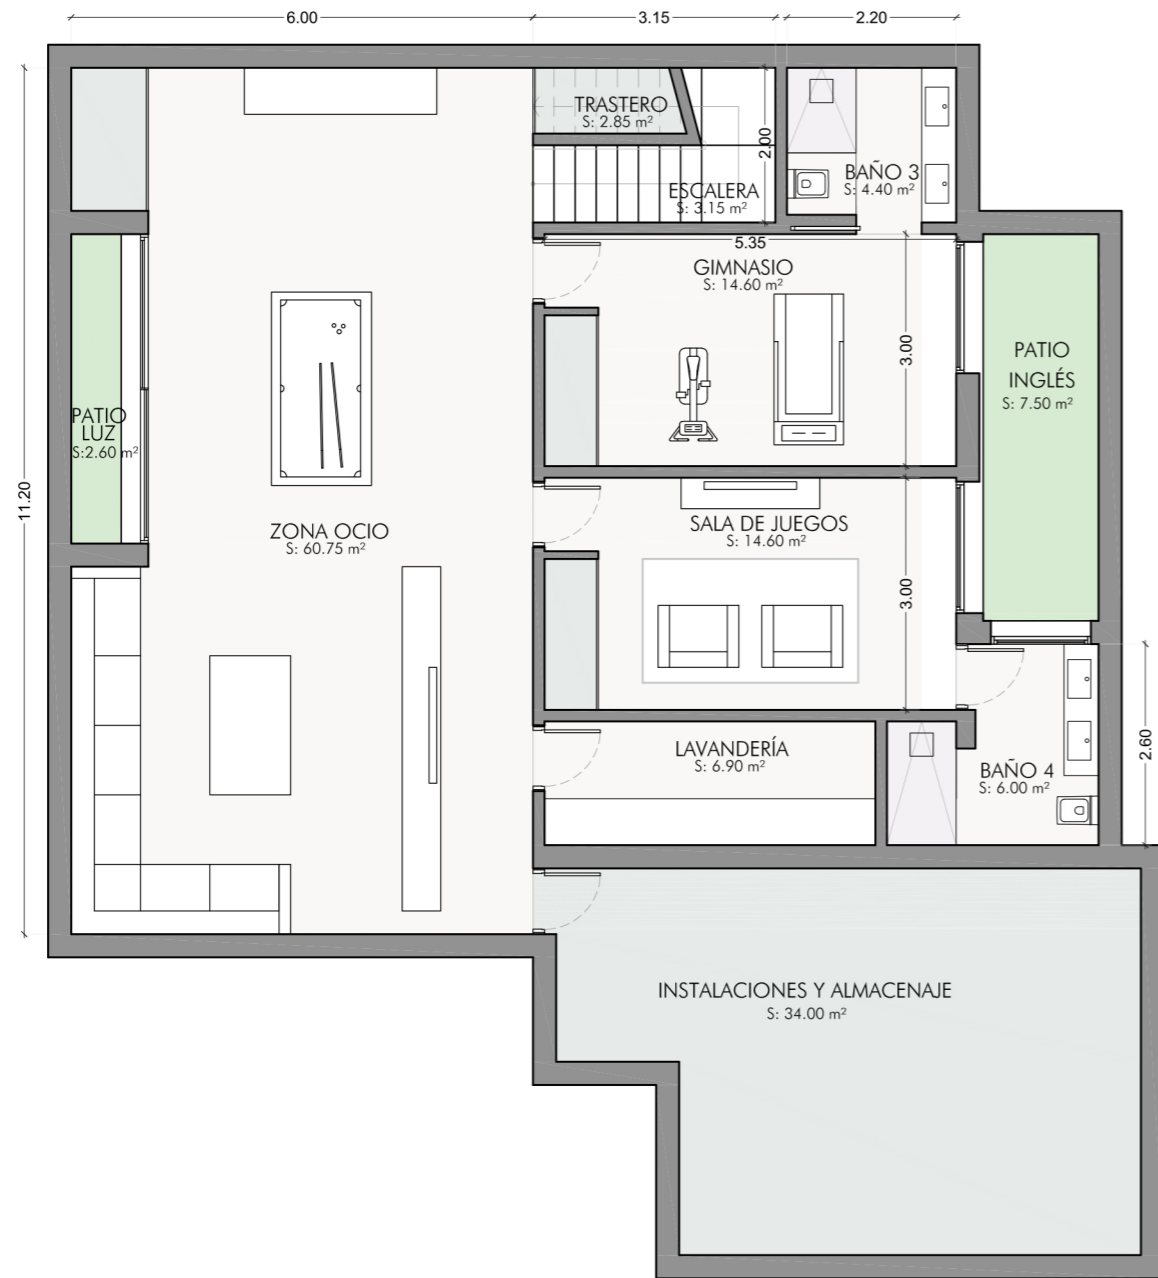 6.00
3.15
2.20
TRASTERO
S: 2.85 m²
2.00
BAÑO 3
S: 4.40 m²
ESCALERA
S: 3.15 m²
5.35
GIMNASIO
S: 14.60 m²
3.00
PATIO
INGLÉS
S: 7.50 m²
PATIO
LUZ
S:2.60 m²
11.20
ZONA OCIO
S: 60.75 m²
SALA DE JUEGOS
S: 14.60 m²
3.00
LAVANDERÍA
S: 6.90 m²
BAÑO 4
S: 6.00 m²
2.60
INSTALACIONES Y ALMACENAJE
S: 34.00 m²